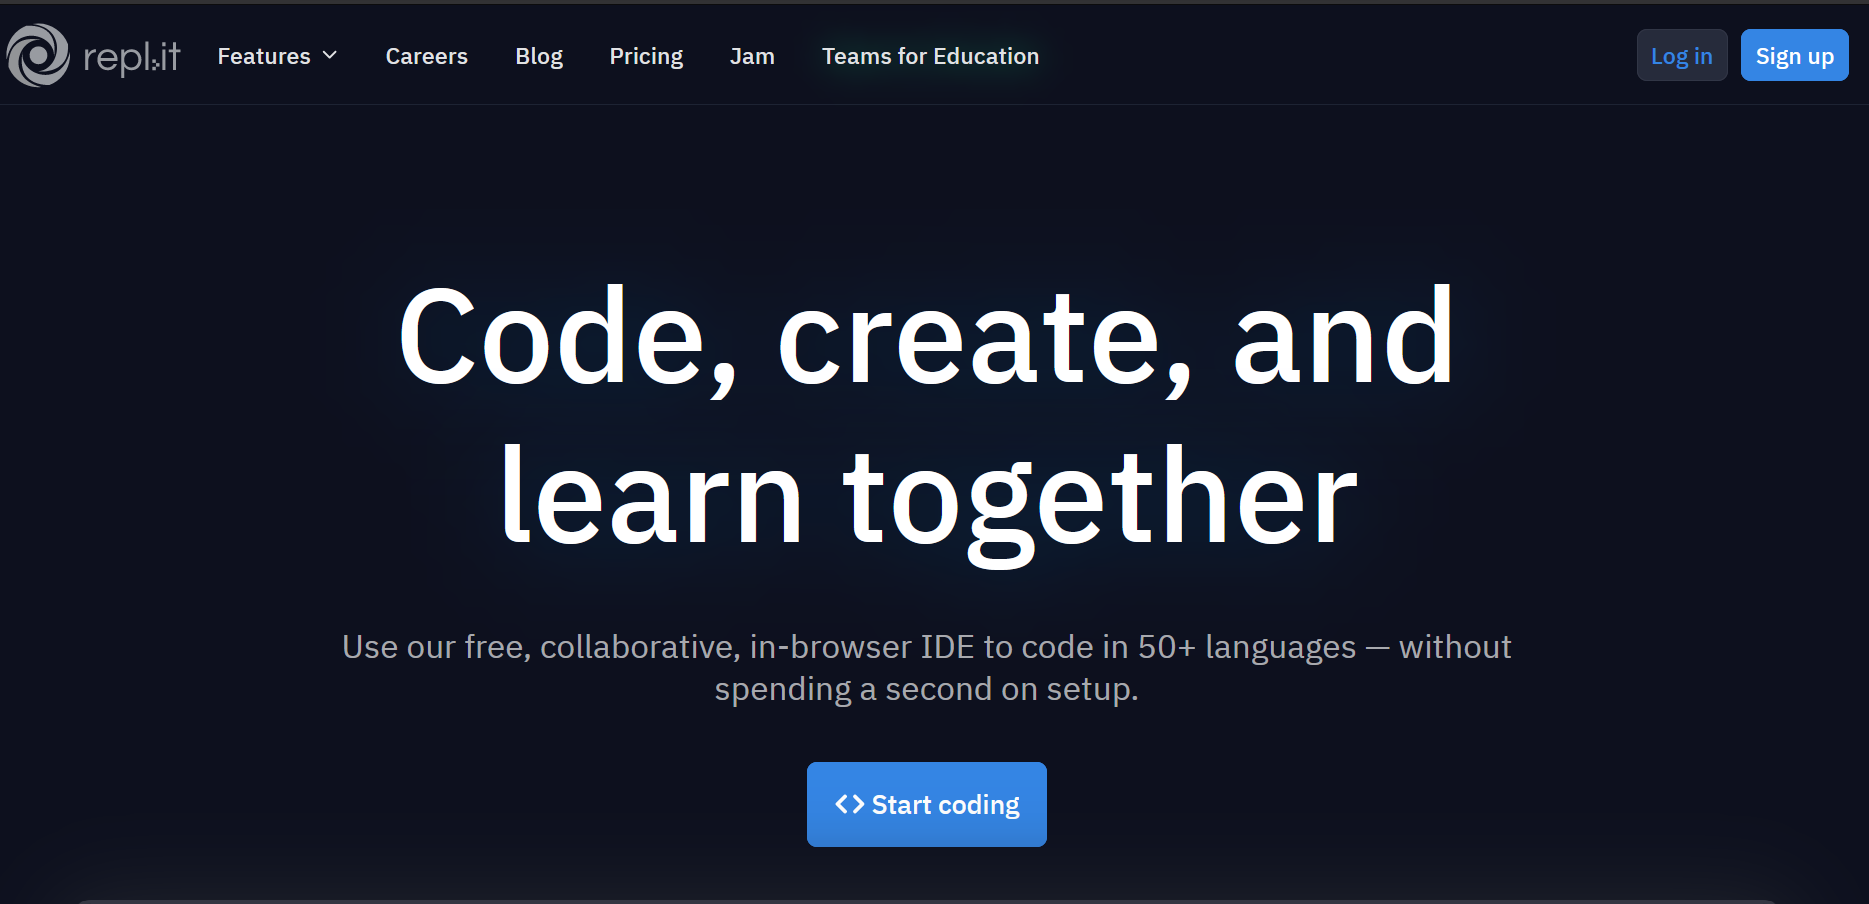 repl.it Features Careers Blog Pricing Jam Teams for Education Log in Sign up
Code, create, and
learn together
Use our free, collaborative, in-browser IDE to code in 50+ languages — without
spending a second on setup.
<> Start coding